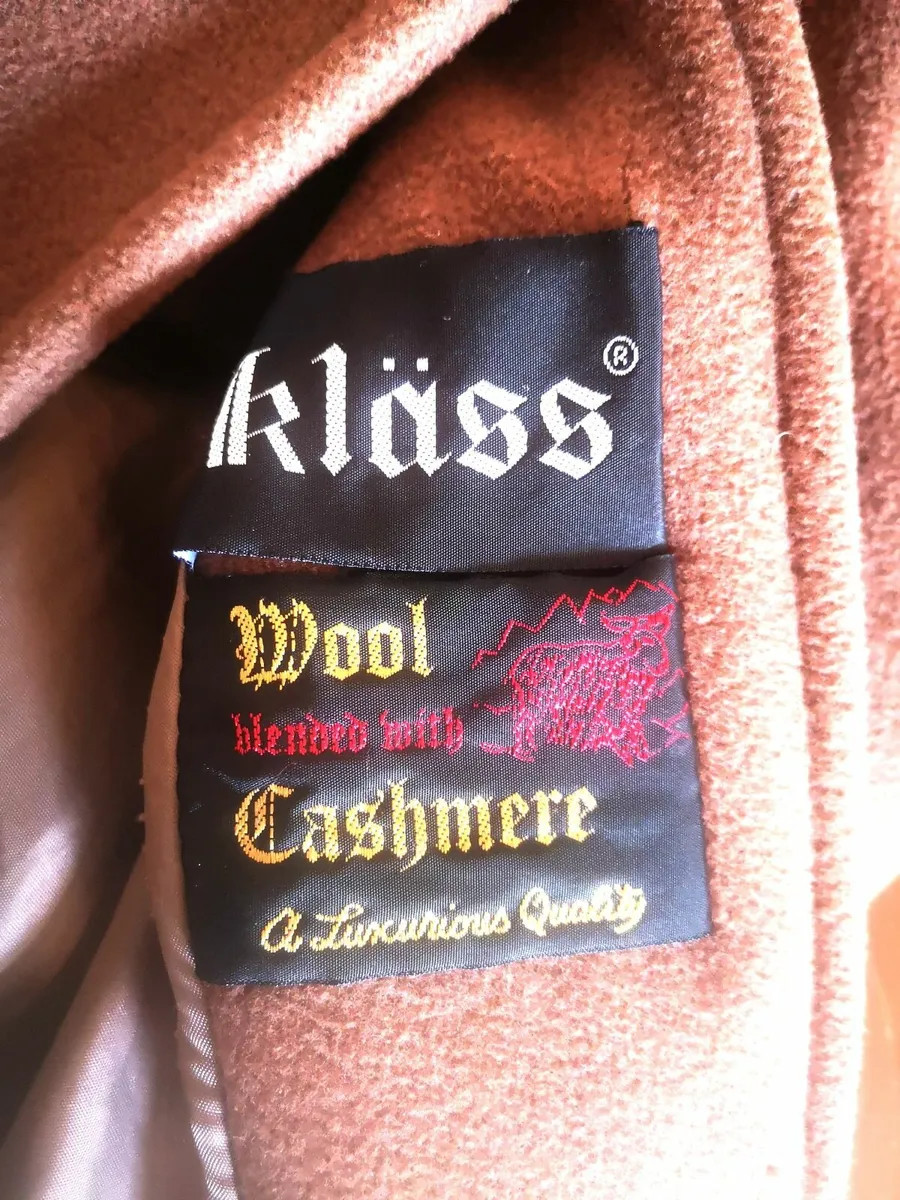 kläss®
Wool
blended with
Cashmere
A Luxurious Quality